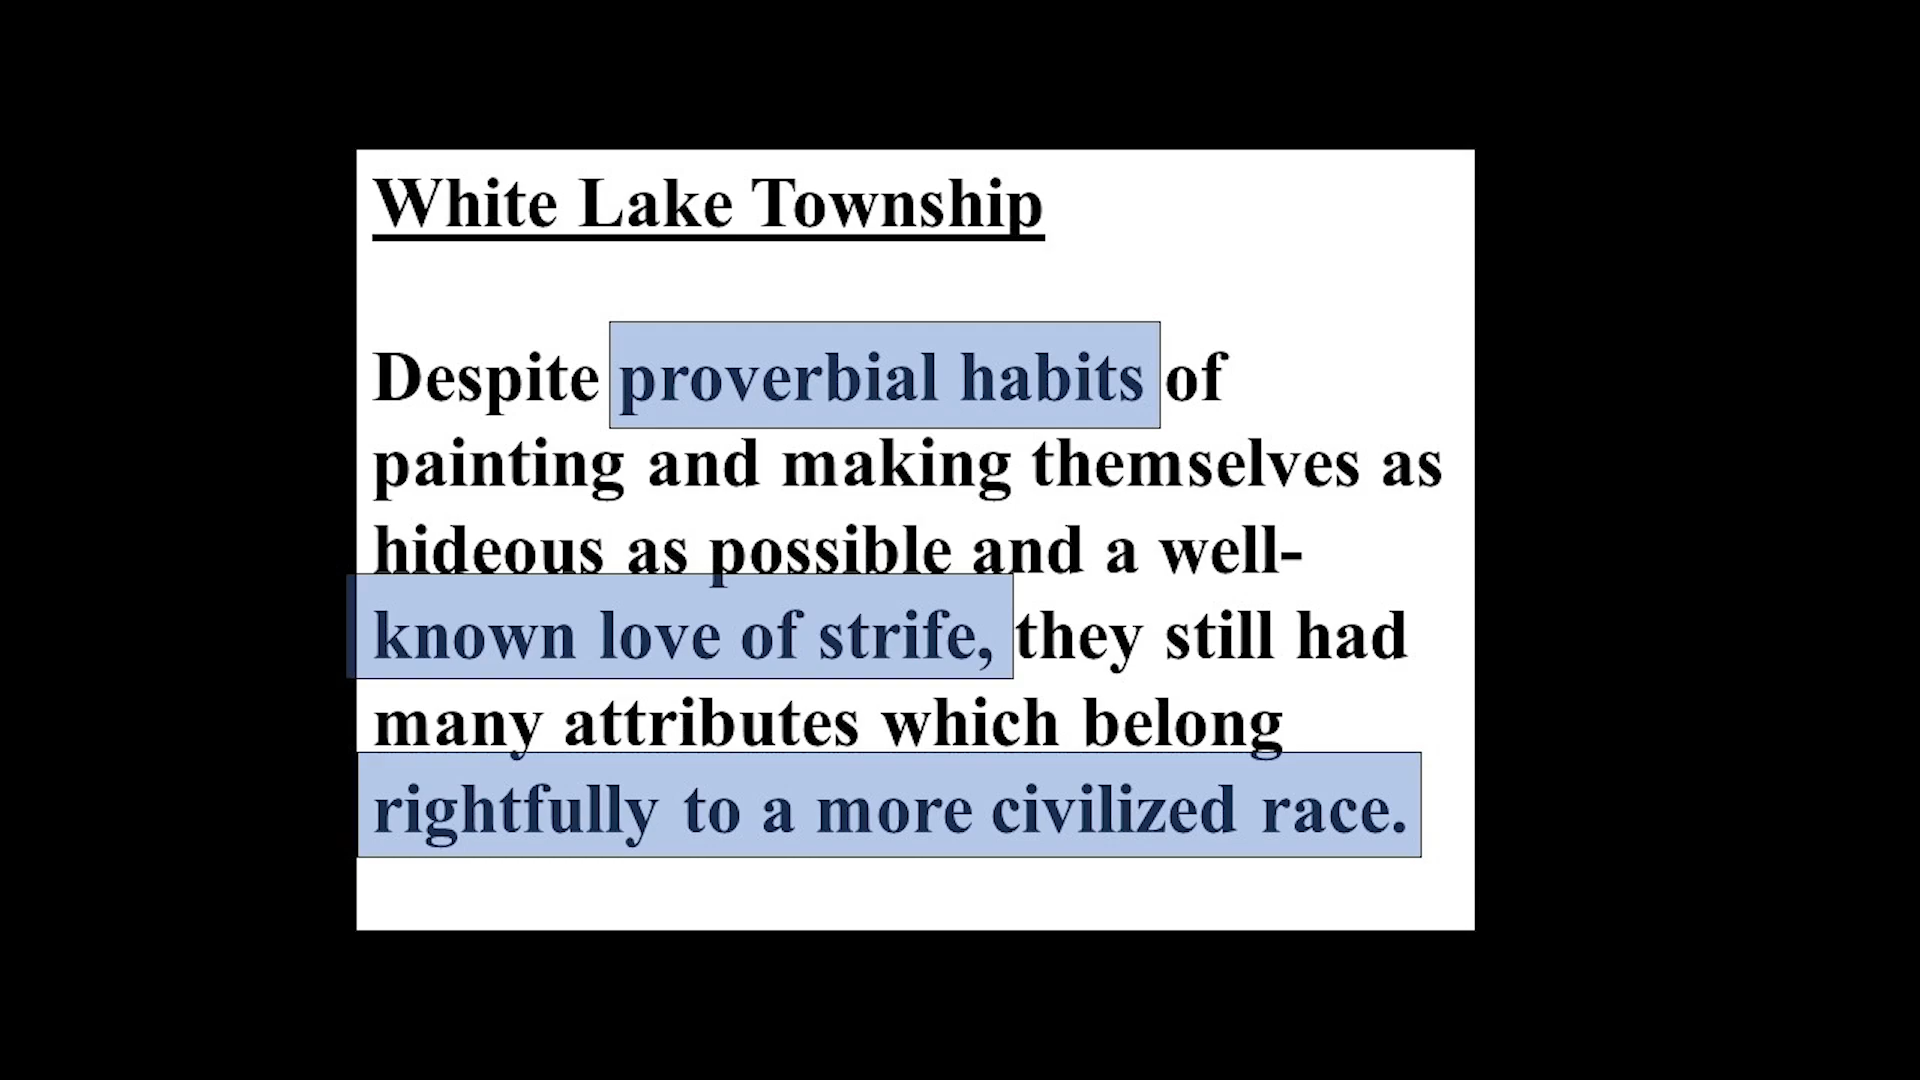 White Lake Township
Despite proverbial habits of
painting and making themselves as
hideous as possible and a well-
known love of strife, they still had
many attributes which belong
rightfully to a more civilized race.